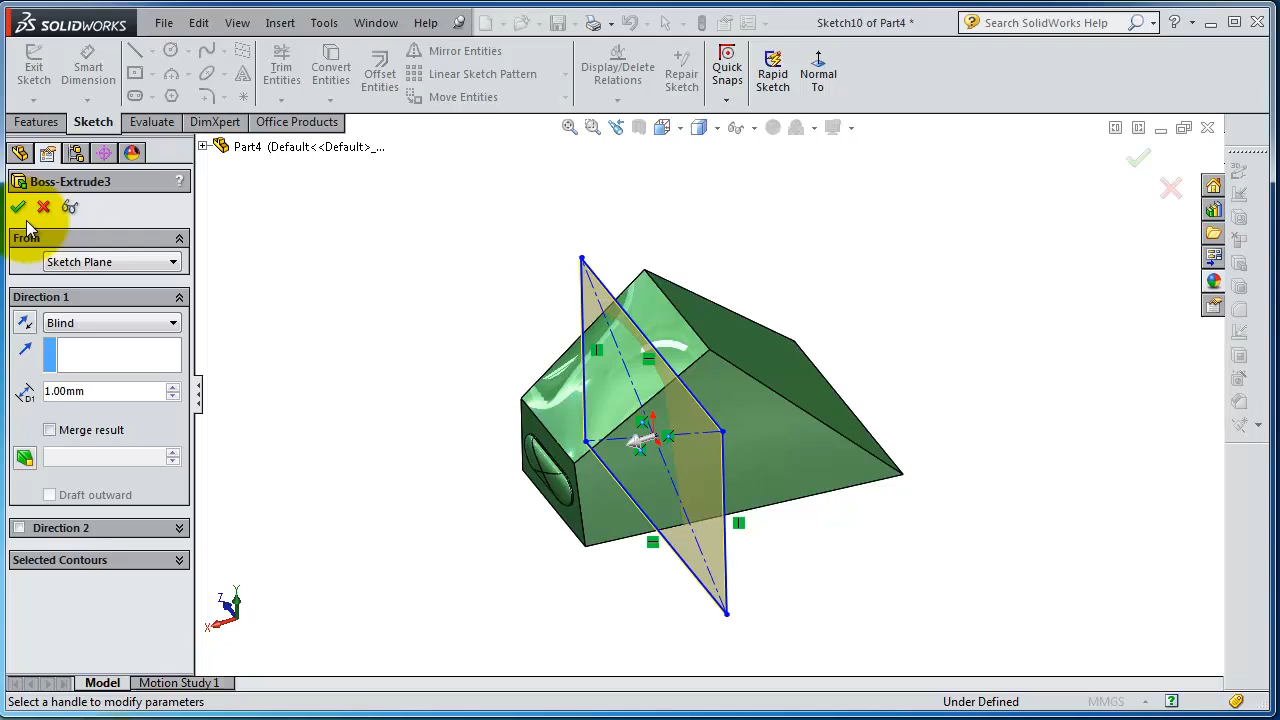 SOLIDWORKS
File Edit View Insert Tools Window Help
Sketch10 of Part4 *
Search SolidWorks Help
Exit Sketch
Smart Dimension
Trim Entities
Convert Entities
Offset Entities
Mirror Entities
Linear Sketch Pattern
Move Entities
Display/Delete Relations
Repair Sketch
Quick Snaps
Rapid Sketch
Normal To
Features Sketch Evaluate DimXpert Office Products
Part4 (Default<<Default>_...
Boss-Extrude3
?
From
Sketch Plane
Direction 1
Blind
D1
1.00mm
Merge result
Draft outward
Direction 2
Selected Contours
Y
Z
X
Model Motion Study 1
Select a handle to modify parameters
Under Defined
MMGS